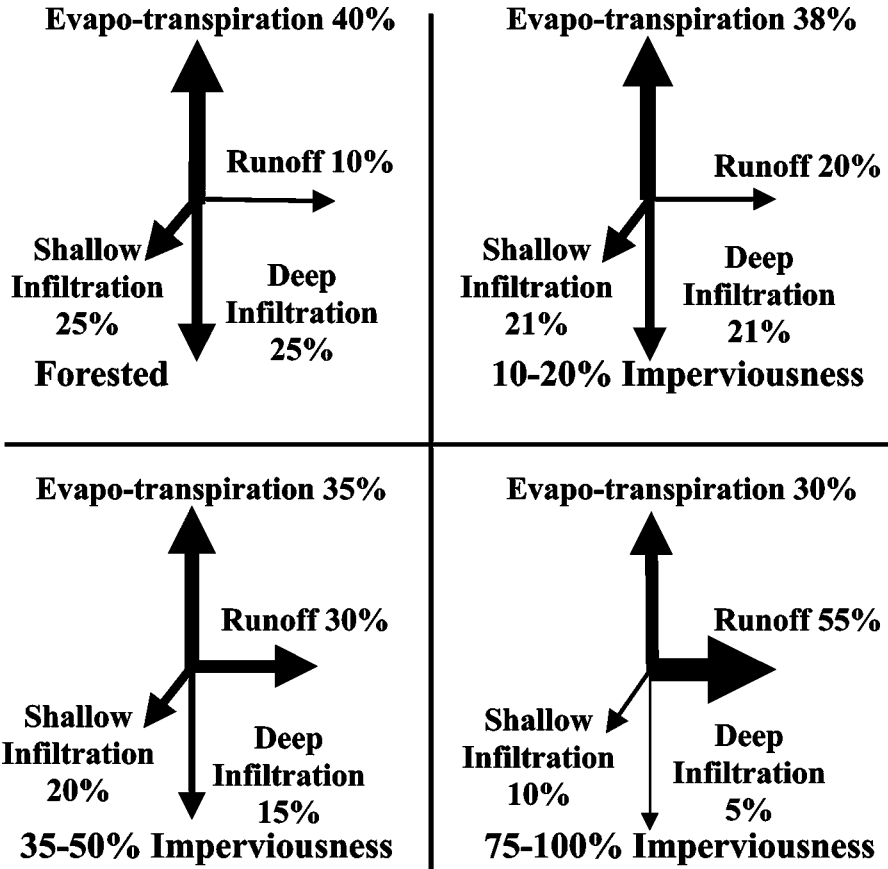 Evapo-transpiration 40%
Runoff 10%
Shallow
Infiltration
25%
Deep
Infiltration
25%
Forested
Evapo-transpiration 38%
Runoff 20%
Shallow
Infiltration
21%
Deep
Infiltration
21%
10-20% Imperviousness
Evapo-transpiration 35%
Runoff 30%
Shallow
Infiltration
20%
Deep
Infiltration
15%
35-50% Imperviousness
Evapo-transpiration 30%
Runoff 55%
Shallow
Infiltration
10%
Deep
Infiltration
5%
75-100% Imperviousness